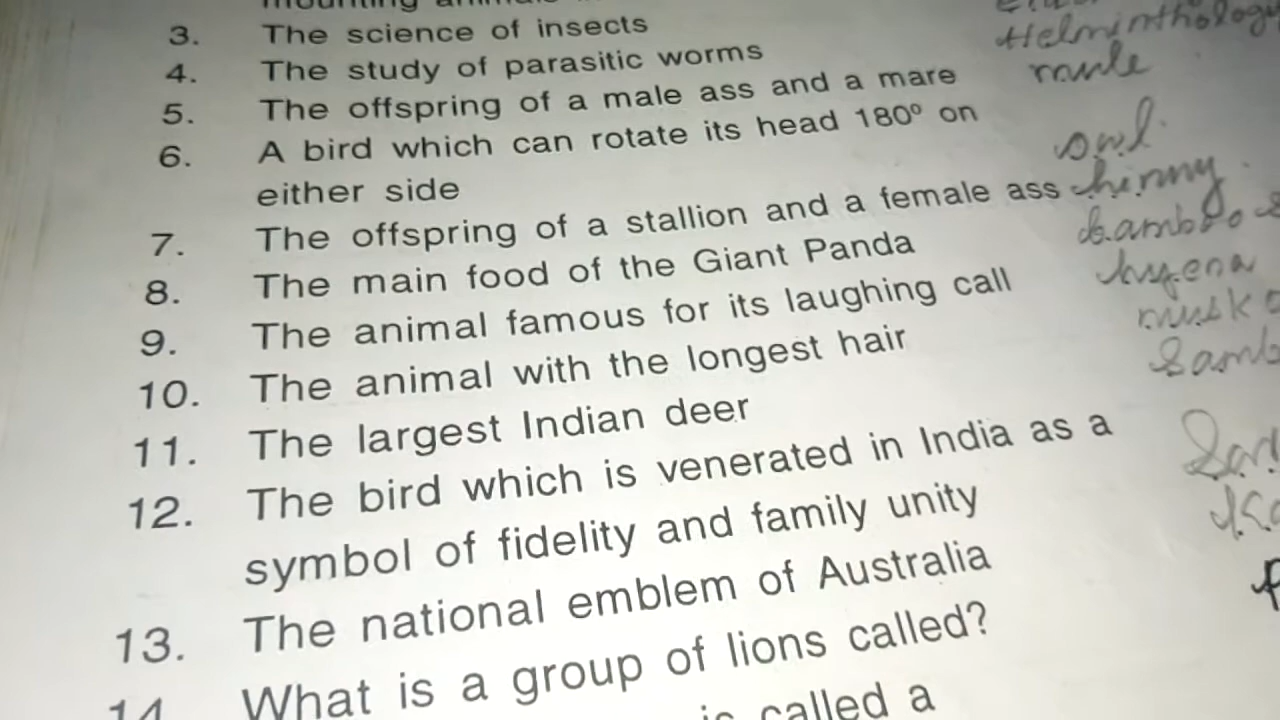 3. The science of insects
4. The study of parasitic worms Helminthology
5. The offspring of a male ass and a mare mule
6. A bird which can rotate its head 180º on
either side owl.
7. The offspring of a stallion and a female ass hinny
8. The main food of the Giant Panda
9. The animal famous for its laughing call hyena
10. The animal with the longest hair musk
11. The largest Indian deer
12. The bird which is venerated in India as a
symbol of fidelity and family unity
13. The national emblem of Australia
14. What is a group of lions called?
is called a